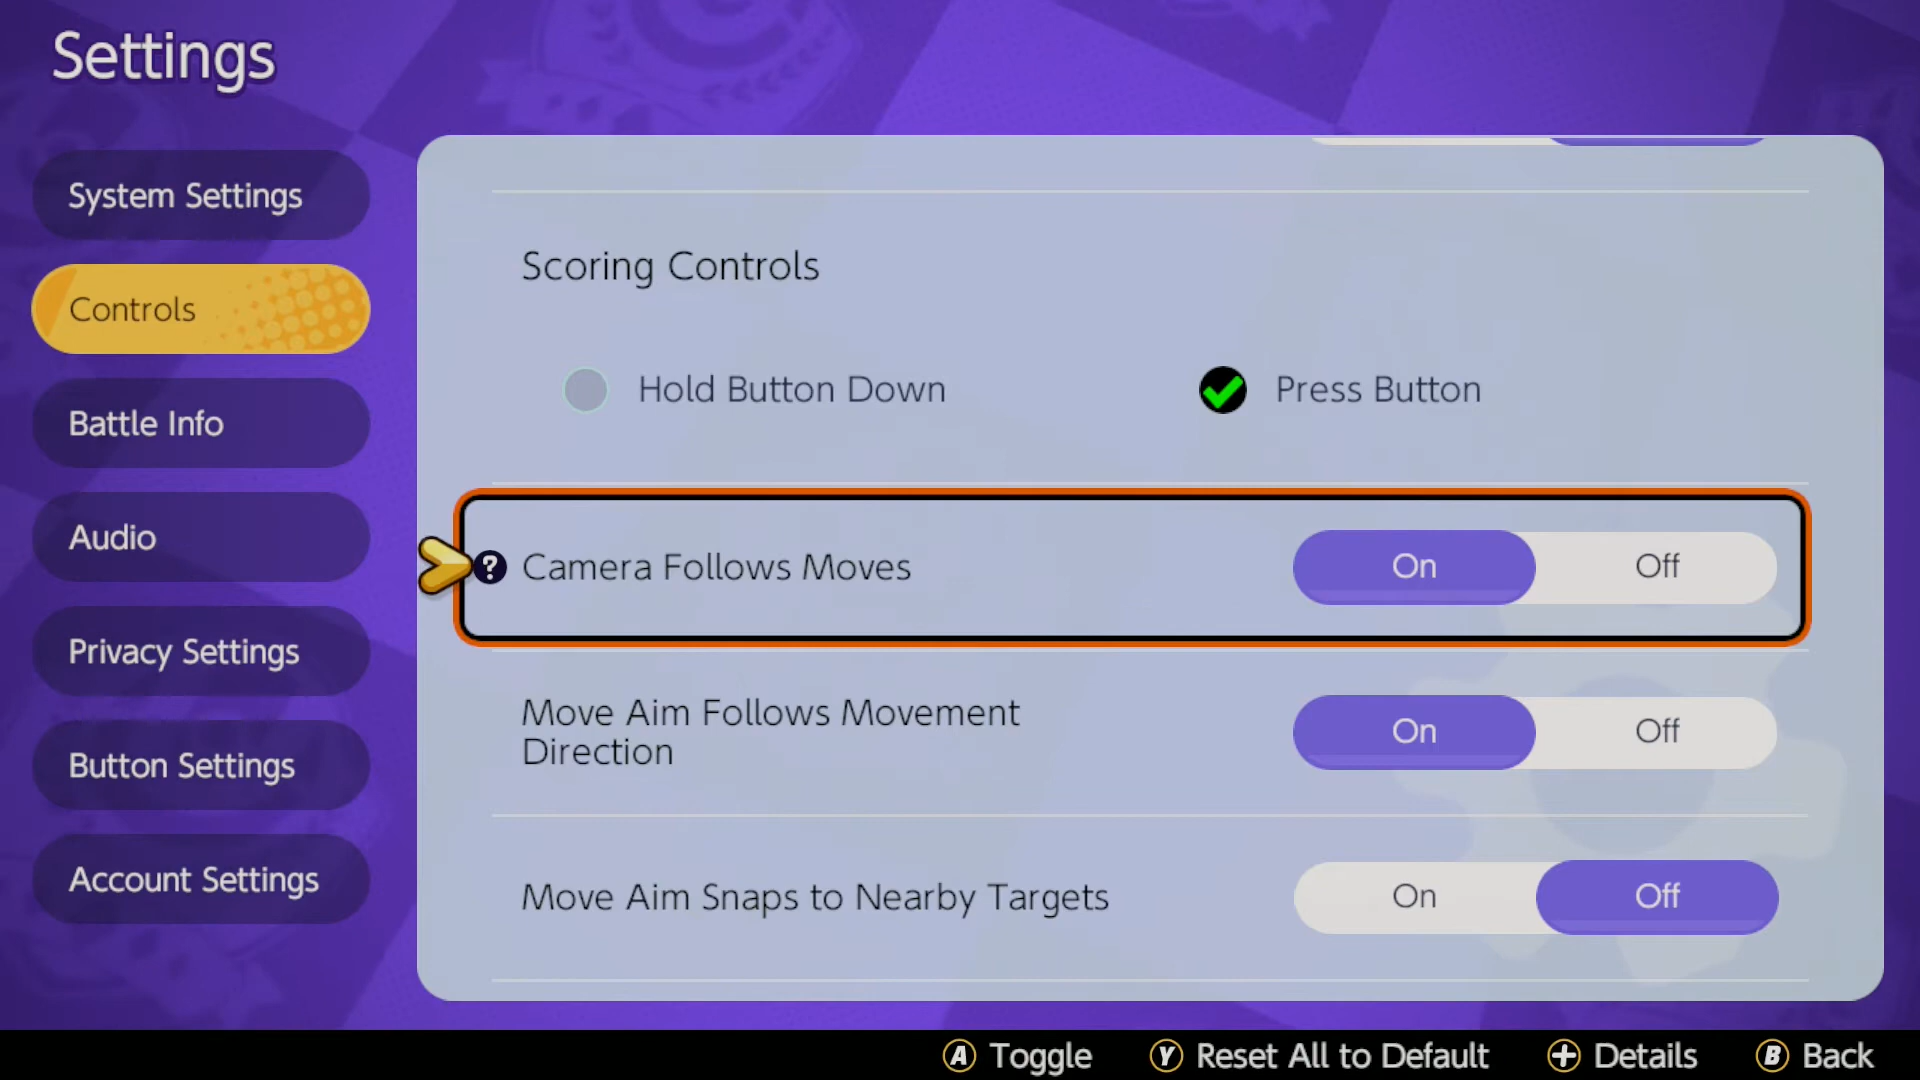 Settings
System Settings
Controls
Battle Info
Audio
Privacy Settings
Button Settings
Account Settings
Scoring Controls
Hold Button Down
Press Button
? Camera Follows Moves
On Off
Move Aim Follows Movement
Direction
On Off
Move Aim Snaps to Nearby Targets
On Off
A Toggle Y Reset All to Default + Details B Back